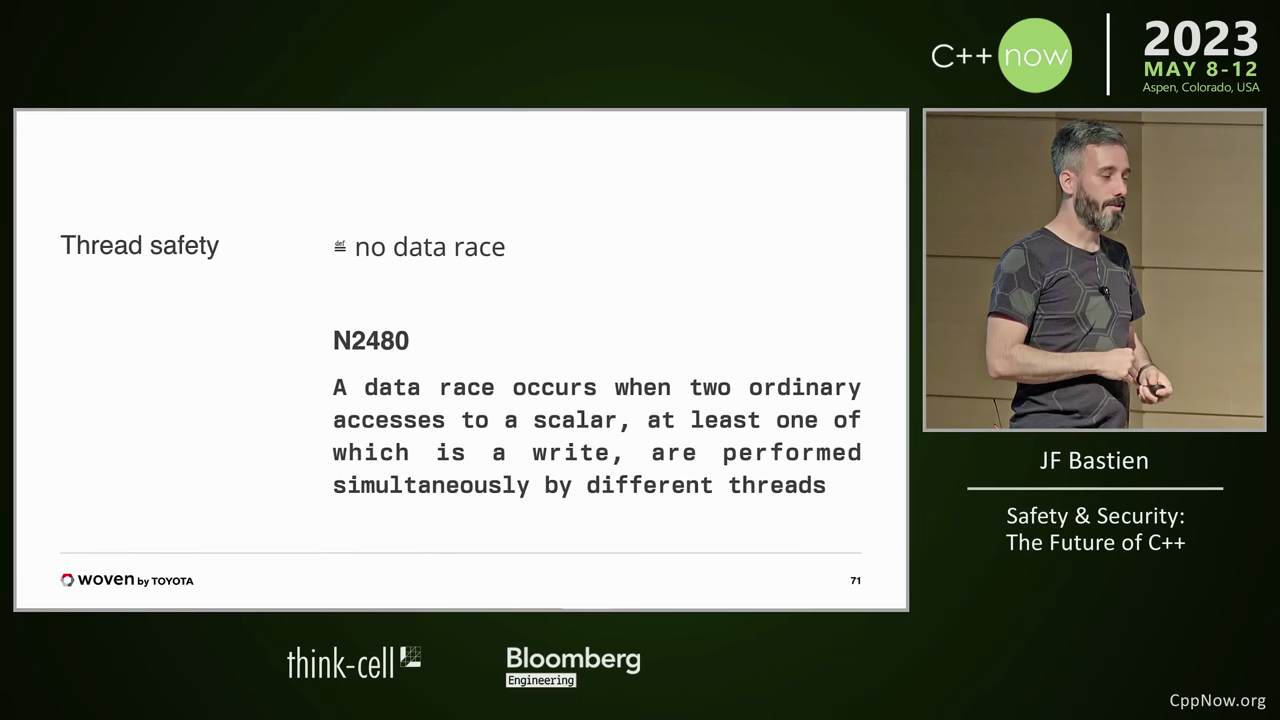 C++ now
2023
MAY 8-12
Aspen, Colorado, USA
Thread safety
≝ no data race
N2480
A data race occurs when two ordinary
accesses to a scalar, at least one of
which is a write, are performed
simultaneously by different threads
woven by TOYOTA
71
JF Bastien
Safety & Security:
The Future of C++
think-cell
Bloomberg
Engineering
CppNow.org